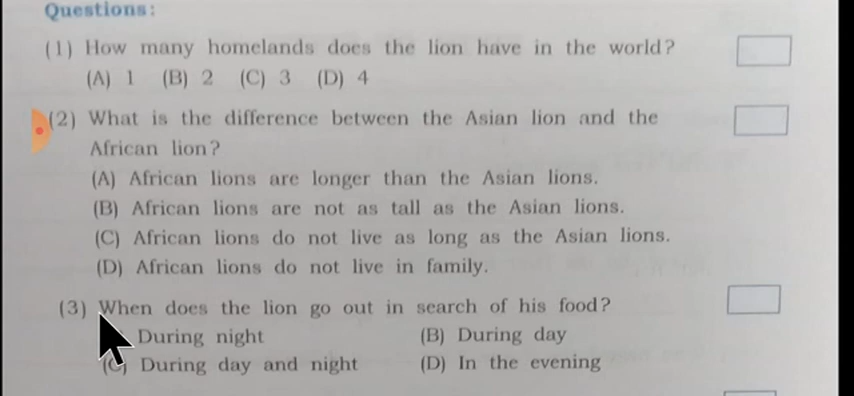 Questions:
(1) How many homelands does the lion have in the world?
(A) 1 (B) 2 (C) 3 (D) 4
(2) What is the difference between the Asian lion and the
African lion?
(A) African lions are longer than the Asian lions.
(B) African lions are not as tall as the Asian lions.
(C) African lions do not live as long as the Asian lions.
(D) African lions do not live in family.
(3) When does the lion go out in search of his food?
During night (B) During day
(C) During day and night (D) In the evening